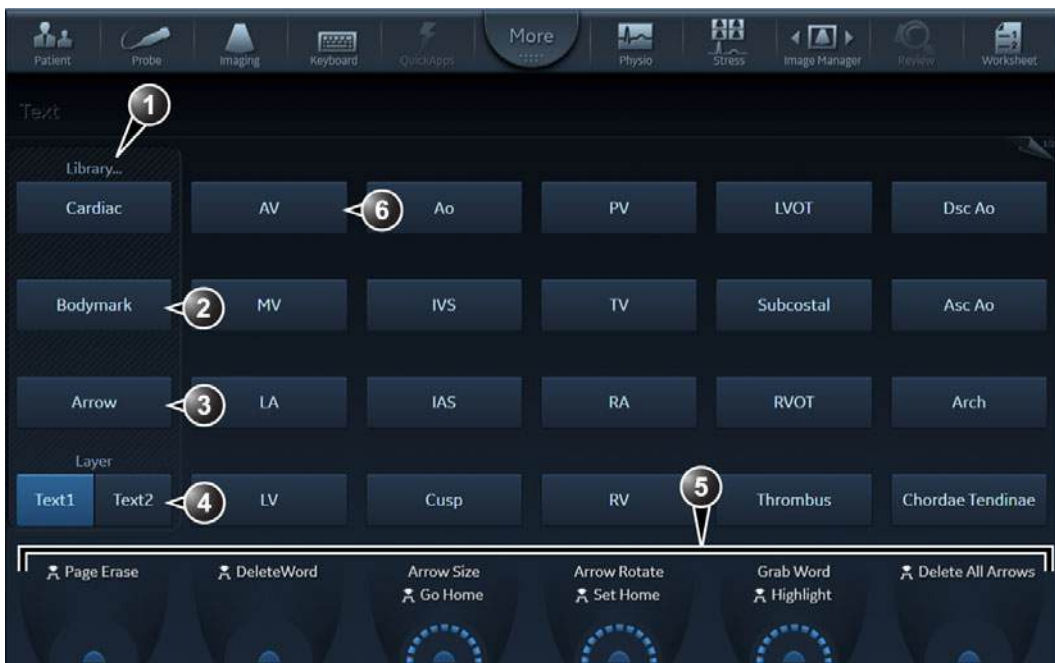 Patient Probe Imaging Keyboard QuickApps More Physio Stress Image Manager Review Worksheet
Text
1
Library...
Cardiac AV 6 Ao PV LVOT Dsc Ao
Bodymark 2 MV IVS TV Subcostal Asc Ao
Arrow 3 LA IAS RA RVOT Arch
Layer
Text1 Text2 4 LV Cusp RV 5 Thrombus Chordae Tendinae
Page Erase DeleteWord Arrow Size Arrow Rotate Grab Word Delete All Arrows
Go Home Set Home Highlight